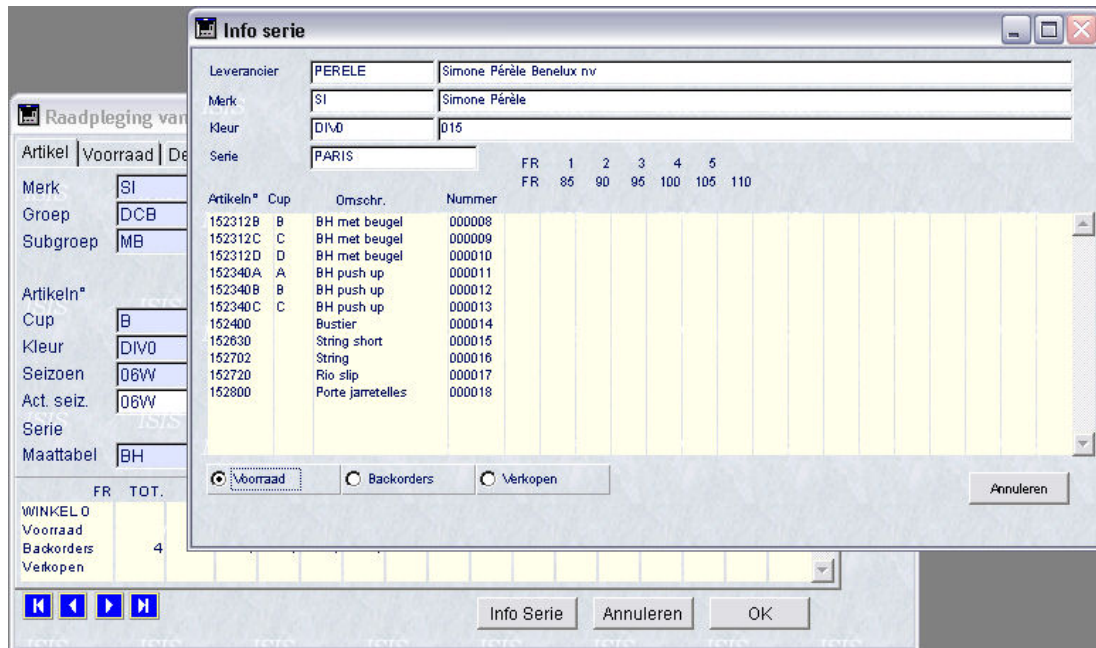 Info serie
Leverancier PERELE Simone Pérèle Benelux nv
Merk SI Simone Pérèle
Kleur DIV0 015
Serie PARIS
FR 1 2 3 4 5
FR 85 90 95 100 105 110
Artikeln° Cup Omschr. Nummer
152312B B BH met beugel 000008
152312C C BH met beugel 000009
152312D D BH met beugel 000010
152340A A BH push up 000011
152340B B BH push up 000012
152340C C BH push up 000013
152400 Bustier 000014
152630 String short 000015
152702 String 000016
152720 Rio slip 000017
152800 Porte jarretelles 000018
Voorraad Backorders Verkopen
Annuleren
Raadpleging van
Artikel Voorraad De
Merk SI
Groep DCB
Subgroep MB
Artikeln°
Cup B
Kleur DIV0
Seizoen 06W
Act. seiz. 06W
Serie
Maattabel BH
FR TOT.
WINKEL 0
Voorraad
Backorders 4
Verkopen
Info Serie Annuleren OK